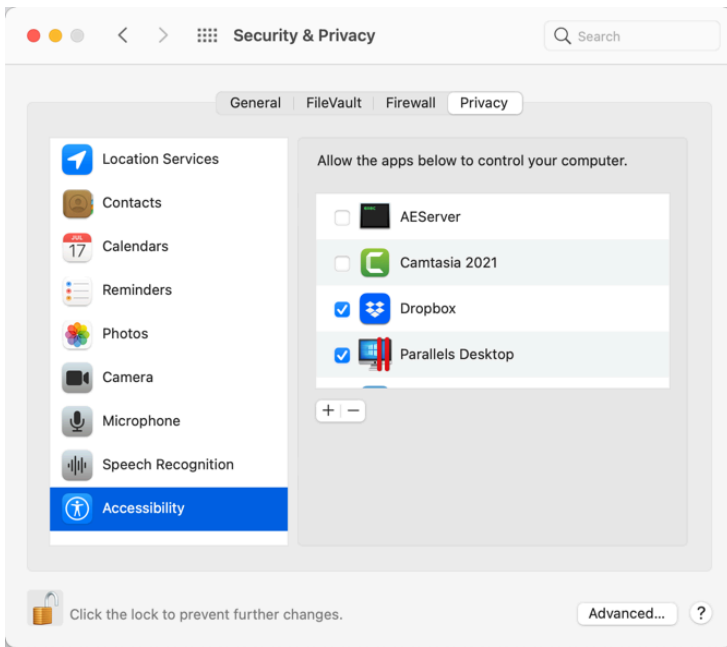 Security & Privacy
Search
General FileVault Firewall Privacy
Location Services
Contacts
JUL
17
Calendars
Reminders
Photos
Camera
Microphone
Speech Recognition
Accessibility
Allow the apps below to control your computer.
AEServer
Camtasia 2021
Dropbox
Parallels Desktop
+ −
Click the lock to prevent further changes.
Advanced... ?